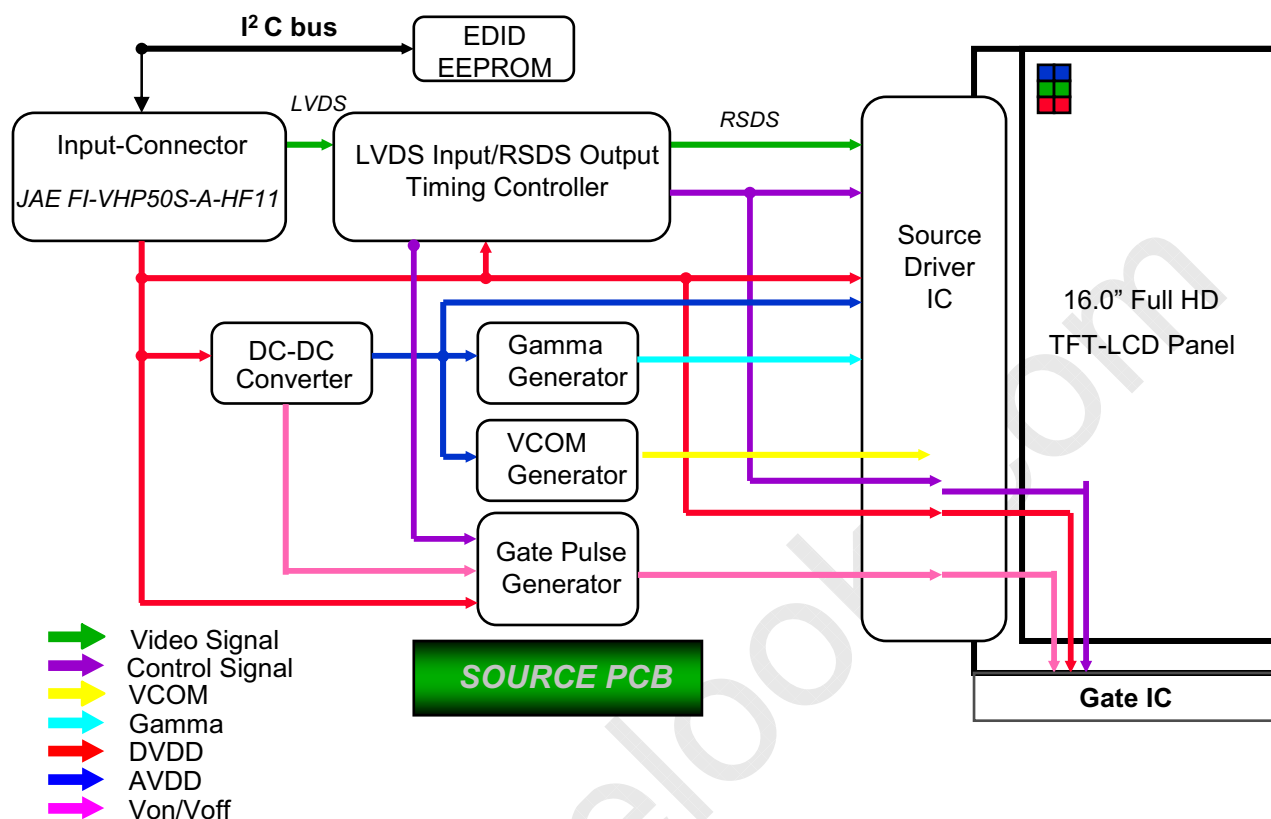 I² C bus
EDID
EEPROM
LVDS
RSDS
Input-Connector
JAE FI-VHP50S-A-HF11
LVDS Input/RSDS Output
Timing Controller
Source
Driver
IC
16.0” Full HD
TFT-LCD Panel
DC-DC
Converter
Gamma
Generator
VCOM
Generator
Gate Pulse
Generator
Video Signal
Control Signal
VCOM
Gamma
DVDD
AVDD
Von/Voff
SOURCE PCB
Gate IC
elook.com